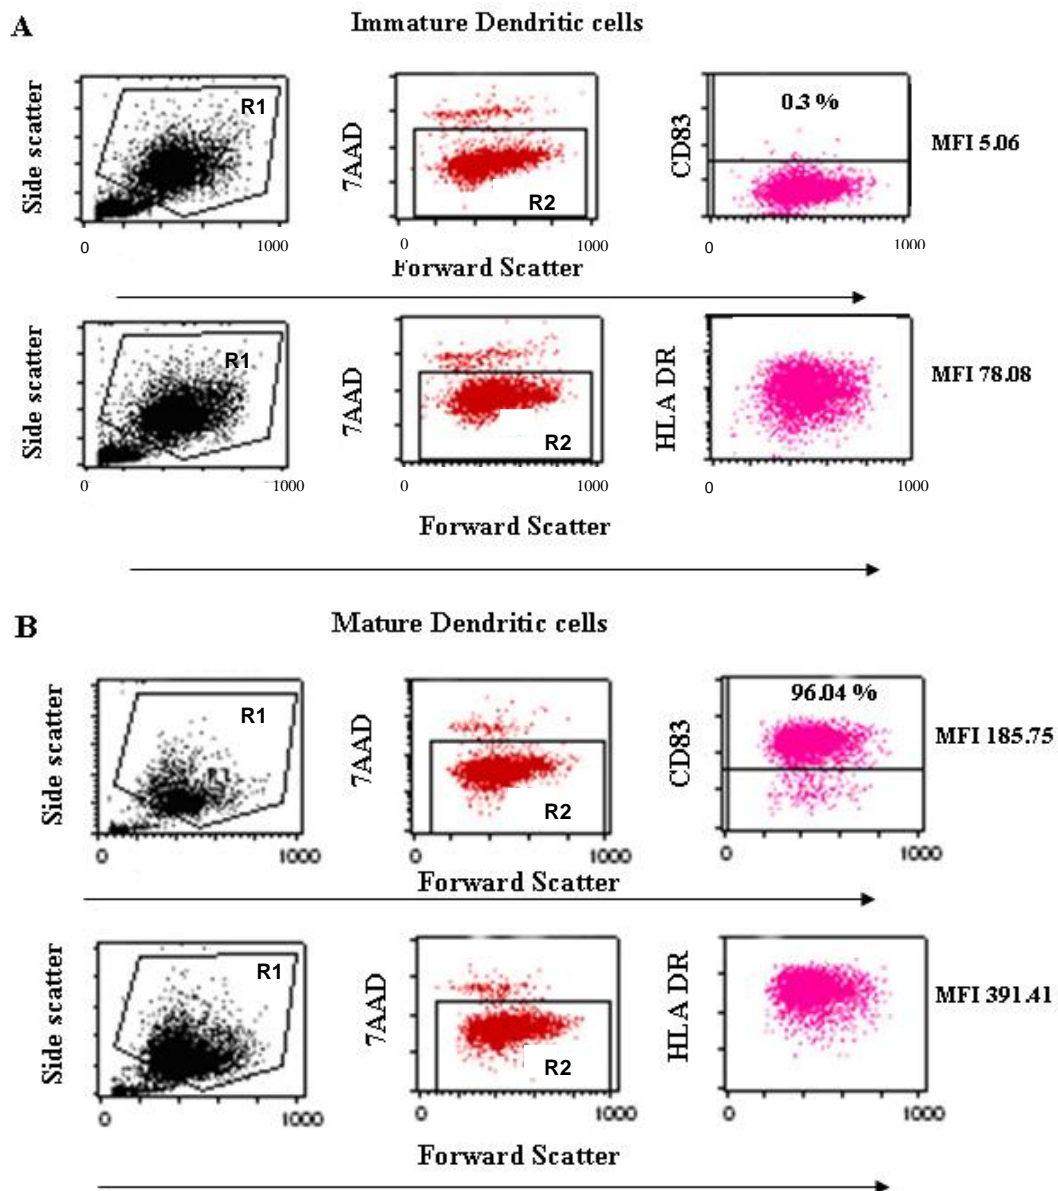 A
Immature Dendritic cells
Side scatter
R1
0 1000
7AAD
R2
0 1000
CD83
0.3 %
0 1000
MFI 5.06
Forward Scatter
Side scatter
R1
0 1000
7AAD
R2
0 1000
HLA DR
0 1000
MFI 78.08
Forward Scatter
B
Mature Dendritic cells
Side scatter
R1
0 1000
7AAD
R2
0 1000
CD83
96.04 %
0 1000
MFI 185.75
Forward Scatter
Side scatter
R1
0 1000
7AAD
R2
0 1000
HLA DR
0 1000
MFI 391.41
Forward Scatter